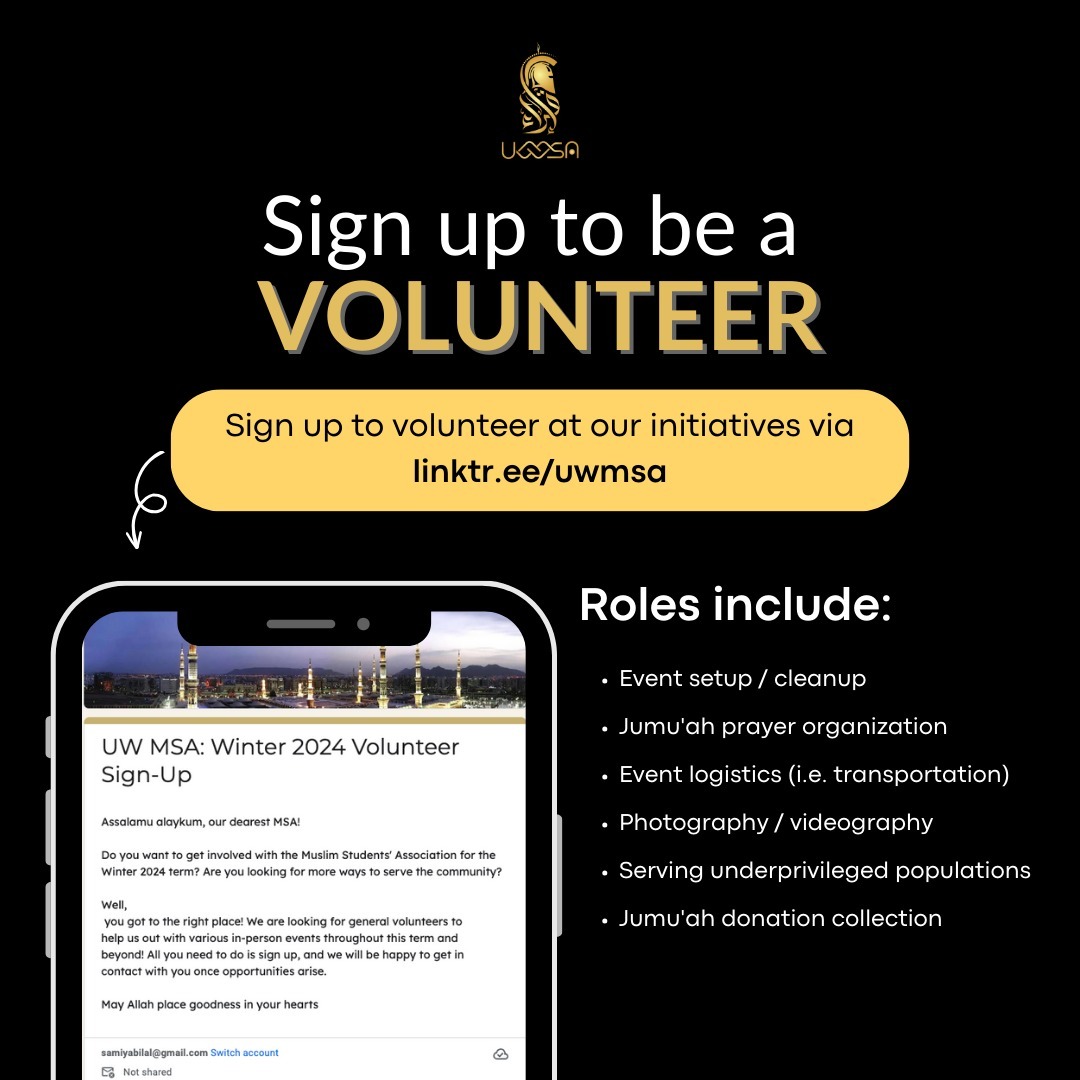 UWMSA
Sign up to be a
VOLUNTEER
Sign up to volunteer at our initiatives via
linktr.ee/uwmsa
UW MSA: Winter 2024 Volunteer
Sign-Up
Assalamu alaykum, our dearest MSA!
Do you want to get involved with the Muslim Students' Association for the
Winter 2024 term? Are you looking for more ways to serve the community?
Well,
you got to the right place! We are looking for general volunteers to
help us out with various in-person events throughout this term and
beyond! All you need to do is sign up, and we will be happy to get in
contact with you once opportunities arise.
May Allah place goodness in your hearts
samiyabilal@gmail.com Switch account
Not shared
Roles include:
• Event setup / cleanup
• Jumu'ah prayer organization
• Event logistics (i.e. transportation)
• Photography / videography
• Serving underprivileged populations
• Jumu'ah donation collection